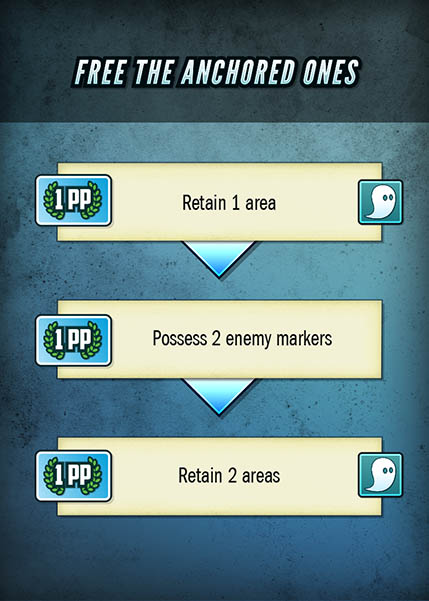 FREE THE ANCHORED ONES
1 PP
Retain 1 area
1 PP
Possess 2 enemy markers
1 PP
Retain 2 areas